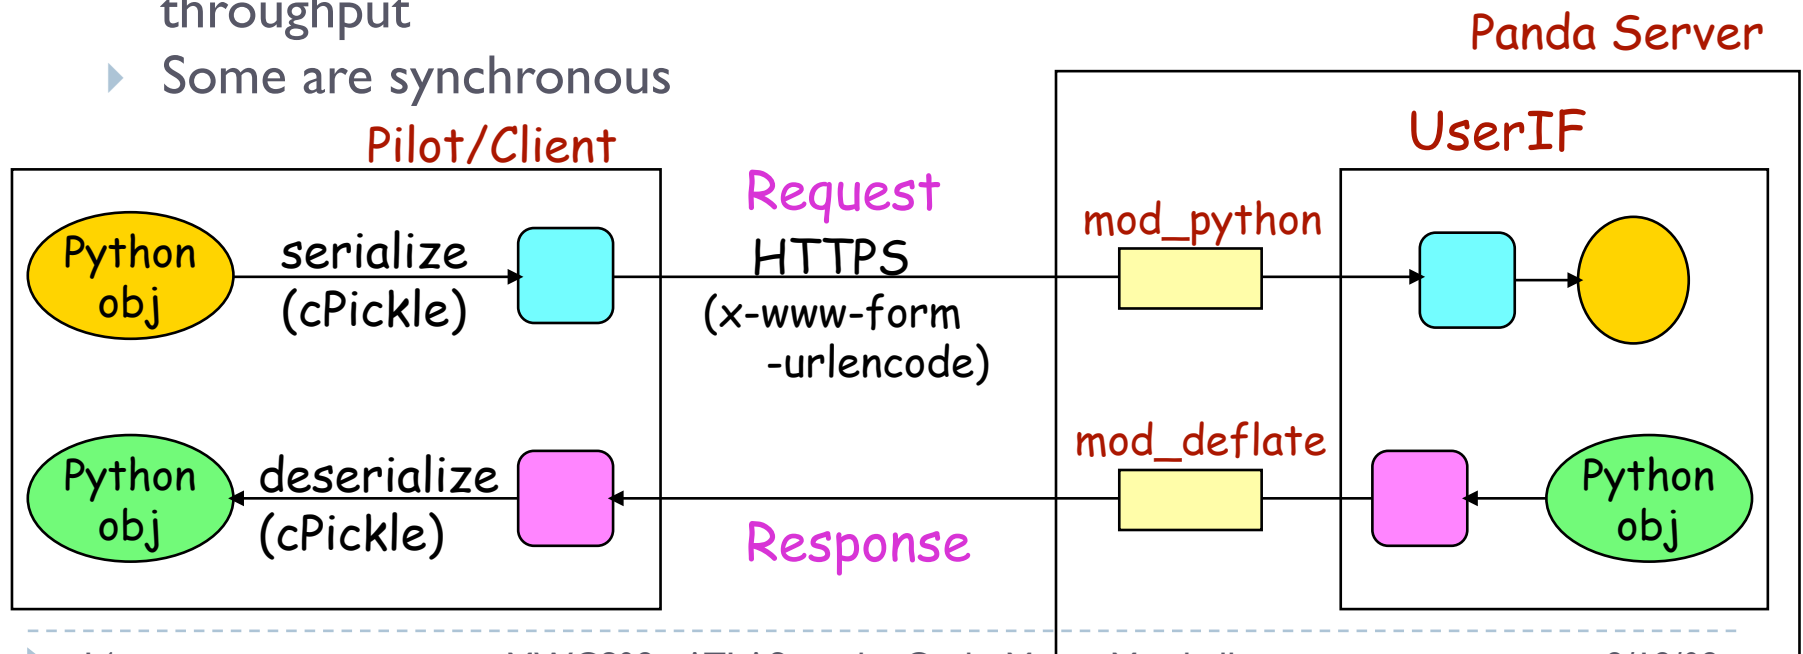 throughput
Some are synchronous
Panda Server
Pilot/Client
UserIF
Request
mod_python
Python
obj
serialize
(cPickle)
HTTPS
(x-www-form
-urlencode)
mod_deflate
Python
obj
deserialize
(cPickle)
Response
Python
obj